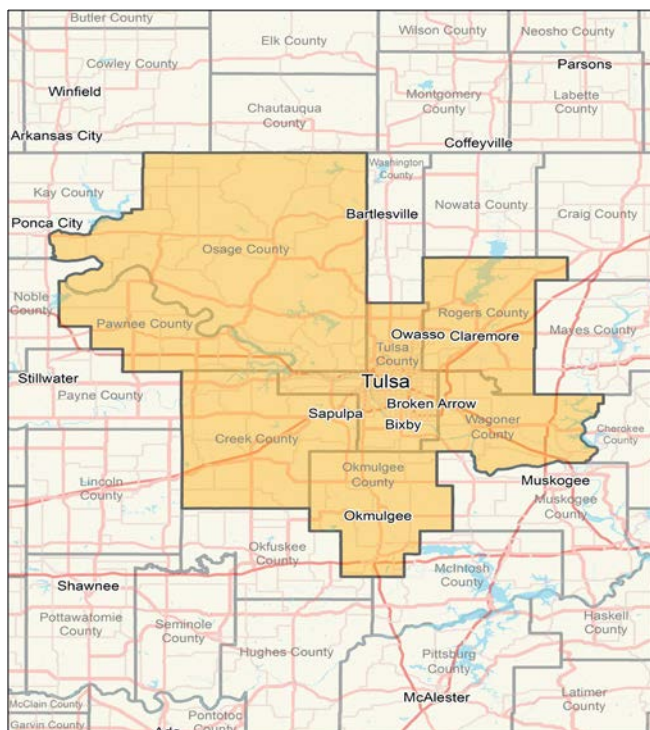 Butler County
Cowley County
Winfield
Arkansas City
Elk County
Chautauqua
County
Wilson County
Neosho County
Montgomery
County
Parsons
Labette
County
Coffeyville
Kay County
Ponca City
Washington
County
Bartlesville
Nowata
County
Craig County
Osage County
Noble
County
Pawnee County
Rogers
County
Owasso
Claremore
Mayes County
Tulsa
County
Tulsa
Stillwater
Payne County
Sapulpa
Broken Arrow
Bixby
Wagoner
County
Cherokee
County
Creek County
Lincoln
County
Okmulgee
County
Okmulgee
Muskogee
Muskogee
County
Okfuskee
County
McIntosh
County
Shawnee
Pottawatomie
County
Seminole
County
Hughes County
Haskell
County
Pittsburg
County
McAlester
Latimer
County
McClain County
Garvin County
Pontotoc
County